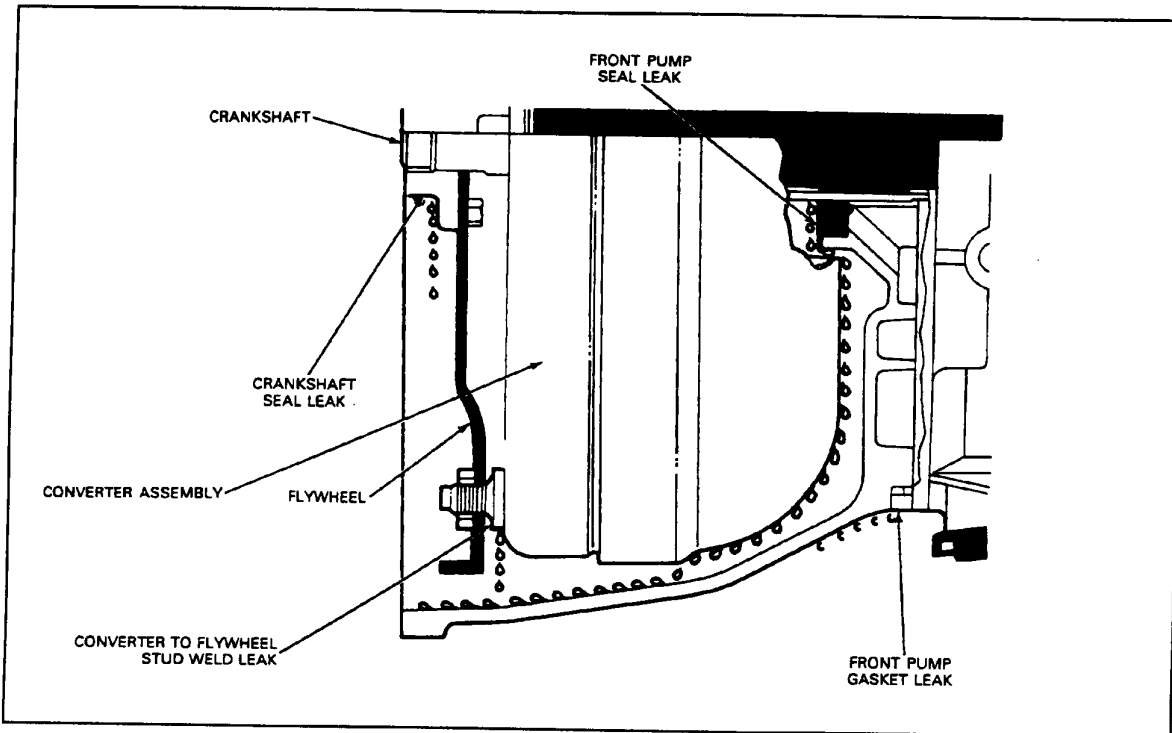 FRONT PUMP
SEAL LEAK
CRANKSHAFT
CRANKSHAFT
SEAL LEAK
CONVERTER ASSEMBLY
FLYWHEEL
CONVERTER TO FLYWHEEL
STUD WELD LEAK
FRONT PUMP
GASKET LEAK